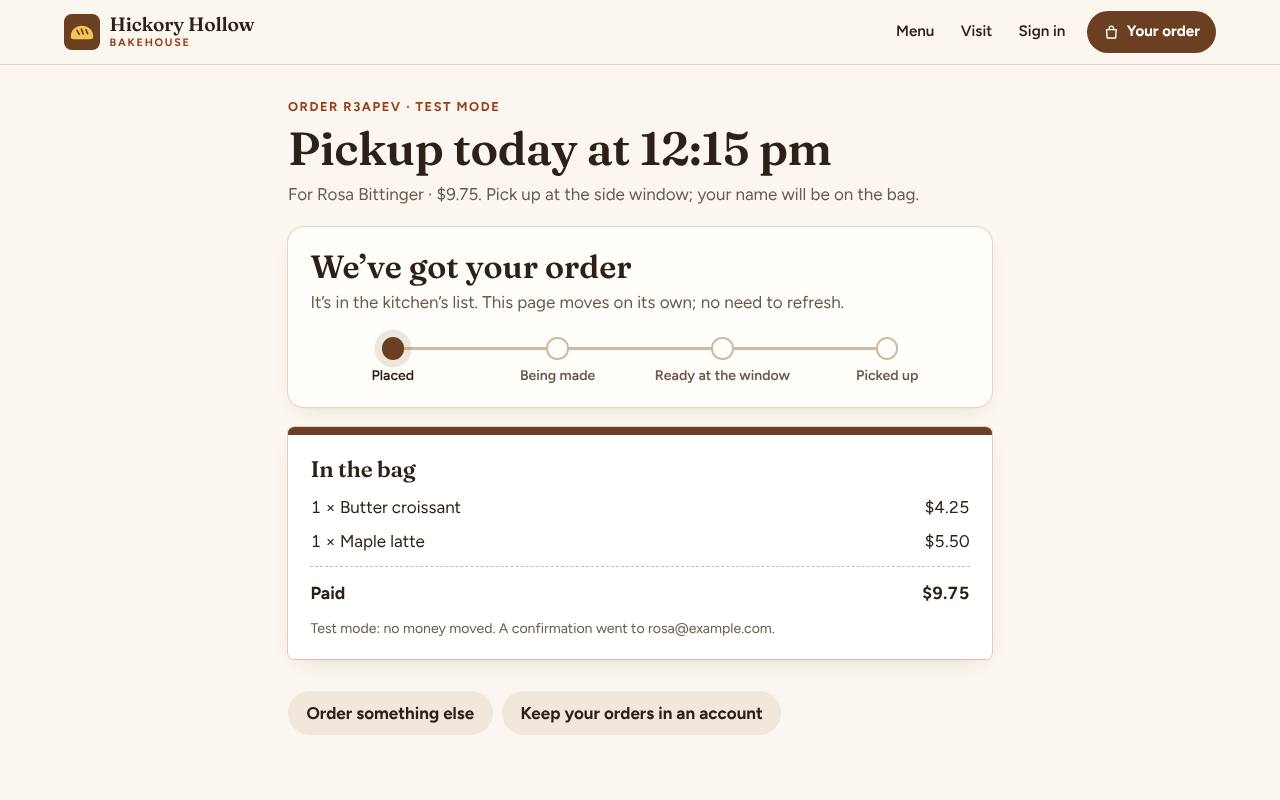 Hickory Hollow
BAKEHOUSE
Menu
Visit
Sign in
Your order
ORDER R3APEV · TEST MODE
Pickup today at 12:15 pm
For Rosa Bittinger · $9.75. Pick up at the side window; your name will be on the bag.
We’ve got your order
It’s in the kitchen’s list. This page moves on its own; no need to refresh.
Placed
Being made
Ready at the window
Picked up
In the bag
1 × Butter croissant $4.25
1 × Maple latte $5.50
Paid $9.75
Test mode: no money moved. A confirmation went to rosa@example.com.
Order something else
Keep your orders in an account